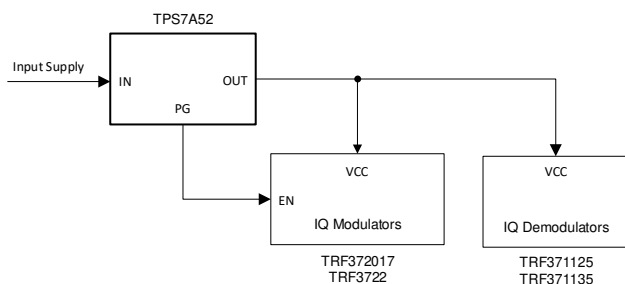 TPS7A52
Input Supply
IN
OUT
PG
VCC
VCC
EN
IQ Modulators
IQ Demodulators
TRF372017
TRF3722
TRF371125
TRF371135